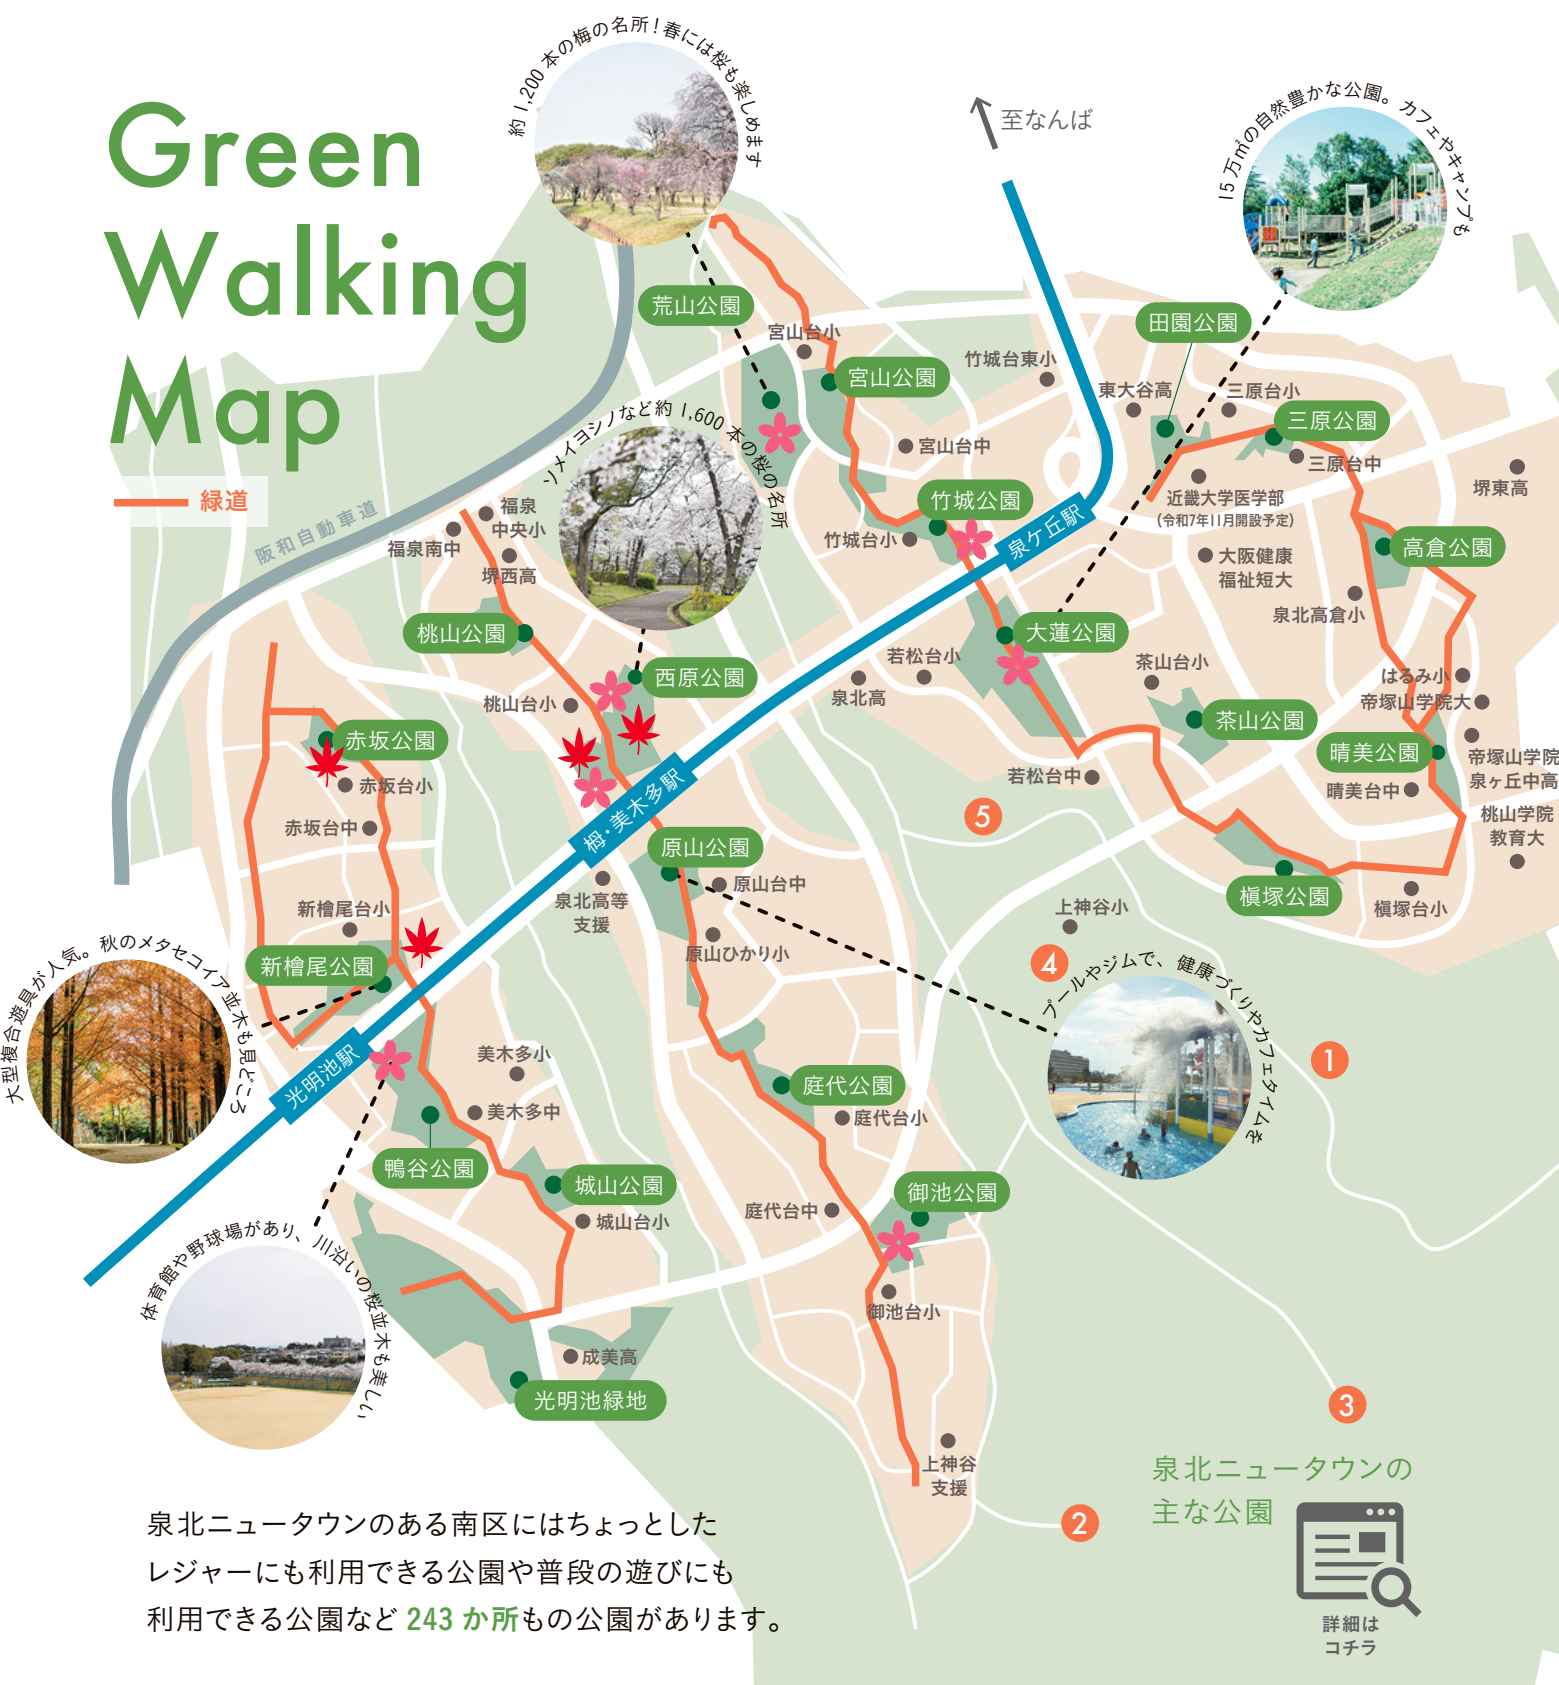 Green
Walking
Map
緑道
約1,200本の梅の名所！春には桜も楽しめます
至なんば
15万㎡の自然豊かな公園。カフェやキャンプも
荒山公園
宮山台小
宮山公園
竹城台東小
田園公園
東大谷高
三原台小
三原公園
三原台中
堺東高
ソメイヨシノなど約1,600本の桜の名所
宮山台中
竹城公園
竹城台小
泉ケ丘駅
近畿大学医学部
(令和7年11月開設予定)
大阪健康
福祉短大
高倉公園
泉北高倉小
阪和自動車道
福泉
中央小
福泉南中
堺西高
桃山公園
西原公園
桃山台小
大蓮公園
若松台小
泉北高
茶山台小
茶山公園
はるみ小
帝塚山学院大
晴美公園
帝塚山学院
泉ヶ丘中高
晴美台中
桃山学院
教育大
若松台中
赤坂公園
赤坂台小
赤坂台中
栂・美木多駅
5
原山公園
原山台中
泉北高等
支援
原山ひかり小
槇塚公園
槇塚台小
上神谷小
4
新檜尾台小
新檜尾公園
大型複合遊具が人気。秋のメタセコイア並木も見どころ
プールやジムで、健康づくりやカフェタイムを
1
光明池駅
美木多小
美木多中
鴨谷公園
城山公園
城山台小
庭代公園
庭代台小
庭代台中
御池公園
御池台小
体育館や野球場があり、川沿いの桜並木も美しい
成美高
光明池緑地
上神谷
支援
3
2
泉北ニュータウンの
主な公園
詳細は
コチラ
泉北ニュータウンのある南区にはちょっとした
レジャーにも利用できる公園や普段の遊びにも
利用できる公園など 243 か所もの公園があります。